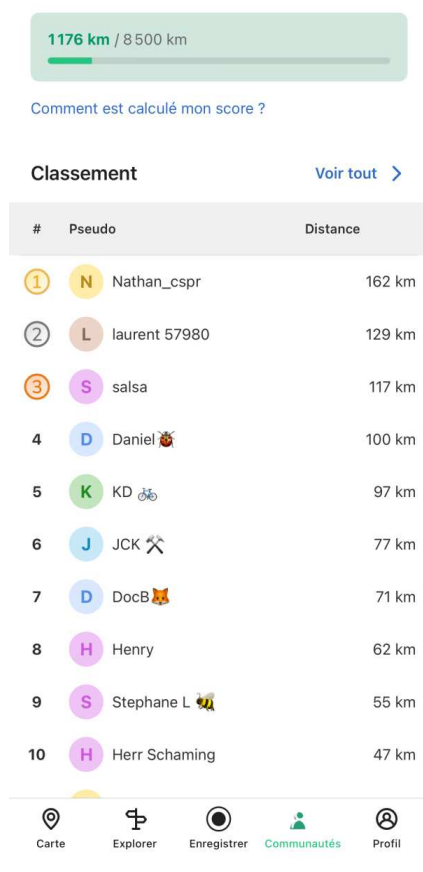 1 176 km / 8 500 km
Comment est calculé mon score ?
Classement Voir tout
# Pseudo Distance
1 N Nathan_cspr 162 km
2 L laurent 57980 129 km
3 S salsa 117 km
4 D Daniel🐞 100 km
5 K KD 🚲 97 km
6 J JCK ⚒️ 77 km
7 D DocB🦊 71 km
8 H Henry 62 km
9 S Stephane L 🐝 55 km
10 H Herr Schaming 47 km
Carte Explorer Enregistrer Communautés Profil